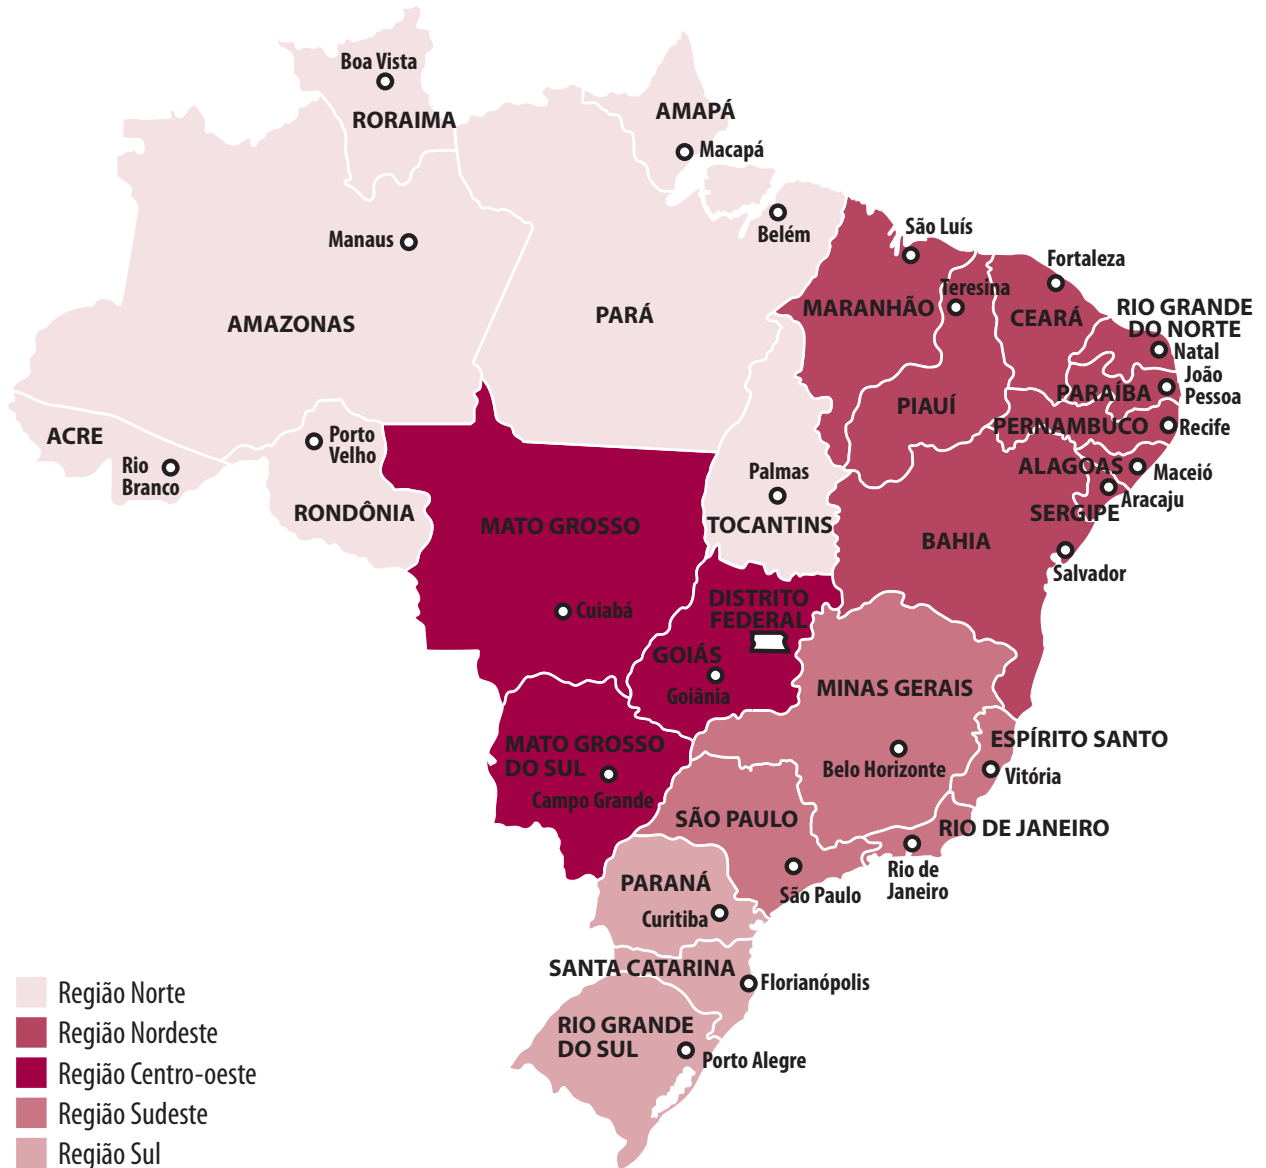 Boa Vista
RORAIMA
AMAPÁ
Macapá
Manaus
Belém
São Luís
Fortaleza
Teresina
AMAZONAS
PARÁ
MARANHÃO
CEARÁ
RIO GRANDE
DO NORTE
Natal
João
Pessoa
PARAÍBA
PIAUÍ
PERNAMBUCO
Recife
ACRE
Rio
Branco
Porto
Velho
RONDÔNIA
MATO GROSSO
Palmas
TOCANTINS
ALAGOAS
Maceió
Aracaju
SERGIPE
BAHIA
Salvador
Cuiabá
DISTRITO
FEDERAL
GOIÁS
Goiânia
MINAS GERAIS
Belo Horizonte
ESPÍRITO SANTO
Vitória
MATO GROSSO
DO SUL
Campo Grande
SÃO PAULO
São Paulo
RIO DE JANEIRO
Rio de
Janeiro
PARANÁ
Curitiba
SANTA CATARINA
Florianópolis
RIO GRANDE
DO SUL
Porto Alegre
Região Norte
Região Nordeste
Região Centro-oeste
Região Sudeste
Região Sul